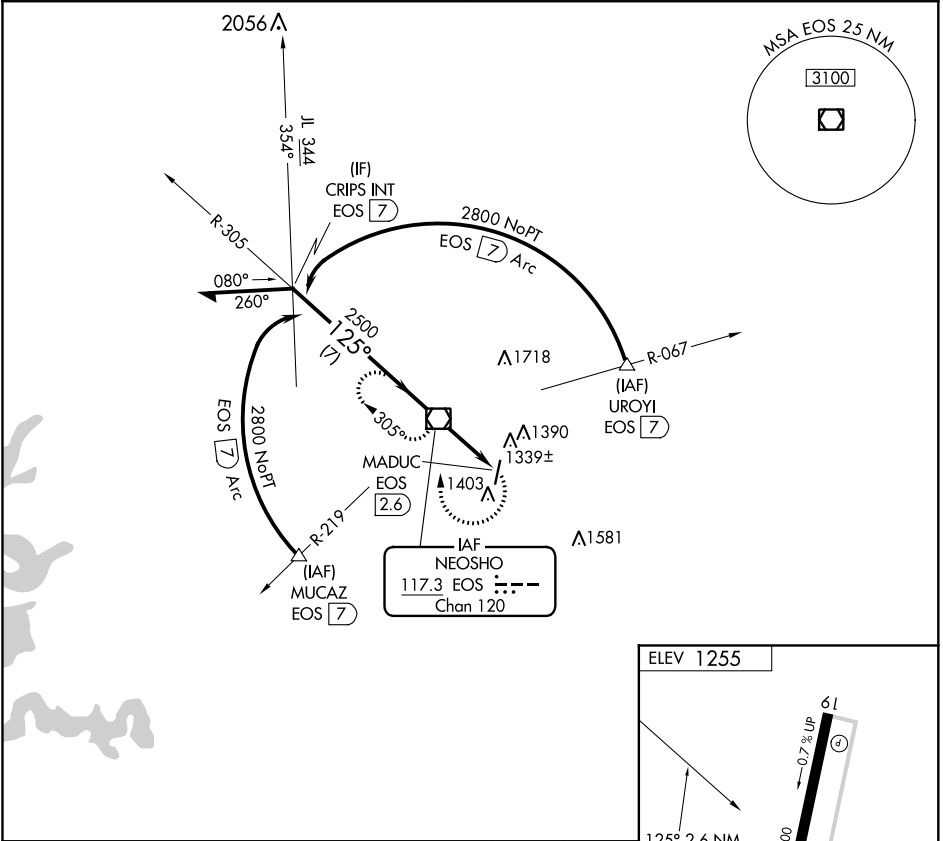 2056
MSA EOS 25 NM
3100
JL 344
354°
(IF)
CRIPS INT
EOS 7
R-305
2800 NoPT
EOS 7 Arc
080°
260°
2500
125°
(7)
1718
R-067
(IAF)
UROYI
EOS 7
305°
2800 NoPT
EOS 7 Arc
1390
1339±
MADUC
EOS
2.6
1403
R-219
1581
(IAF)
MUCAZ
EOS 7
IAF
NEOSHO
117.3 EOS
Chan 120
ELEV 1255
19
P
0.7% UP
125° 2.6 NM